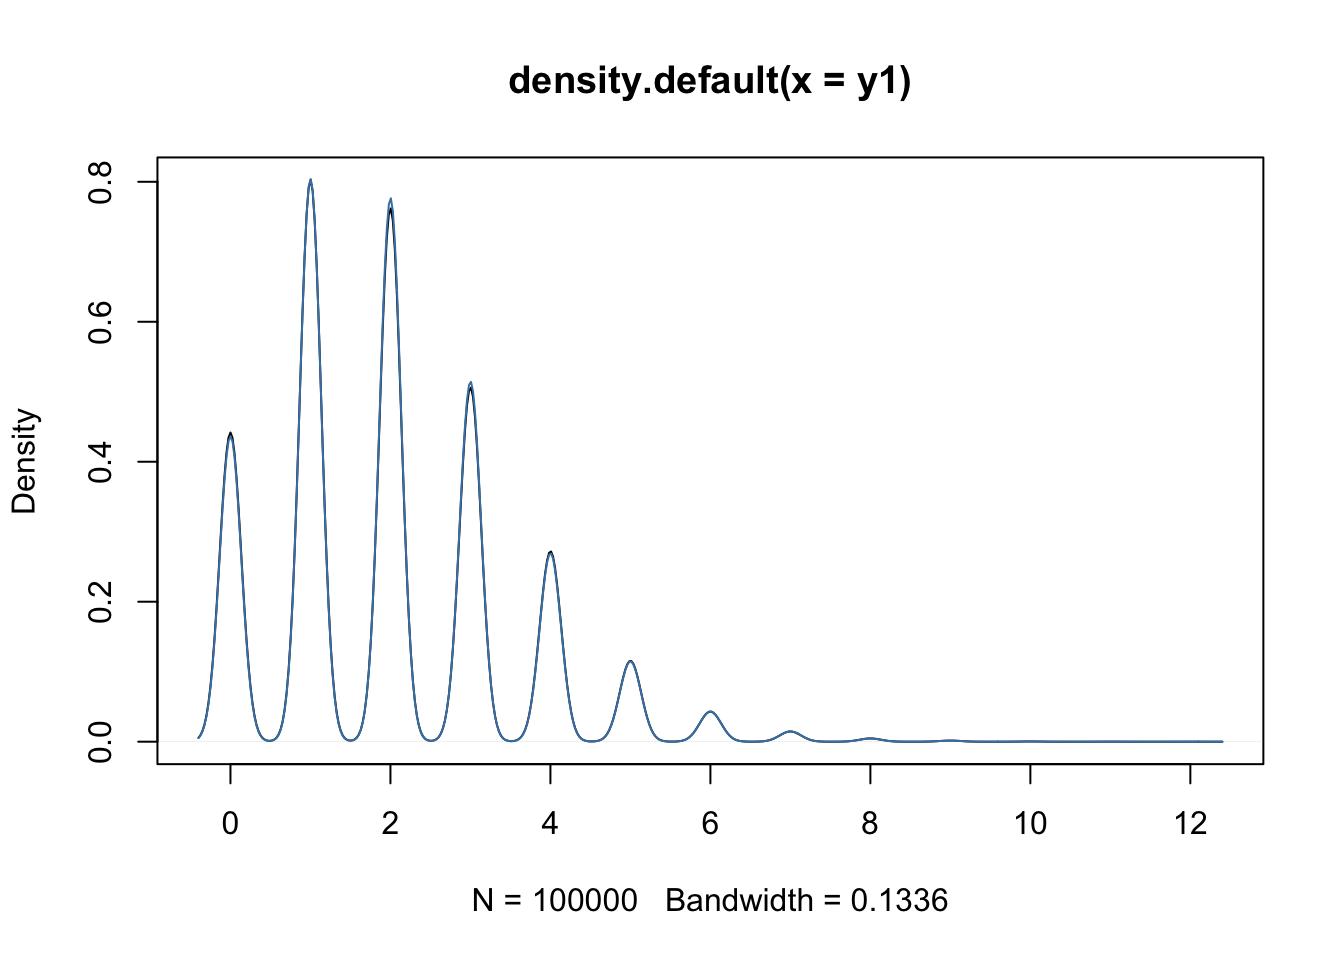 density.default(x = y1)
Density
0.8
0.6
0.4
0.2
0.0
0 2 4 6 8 10 12
N = 100000   Bandwidth = 0.1336